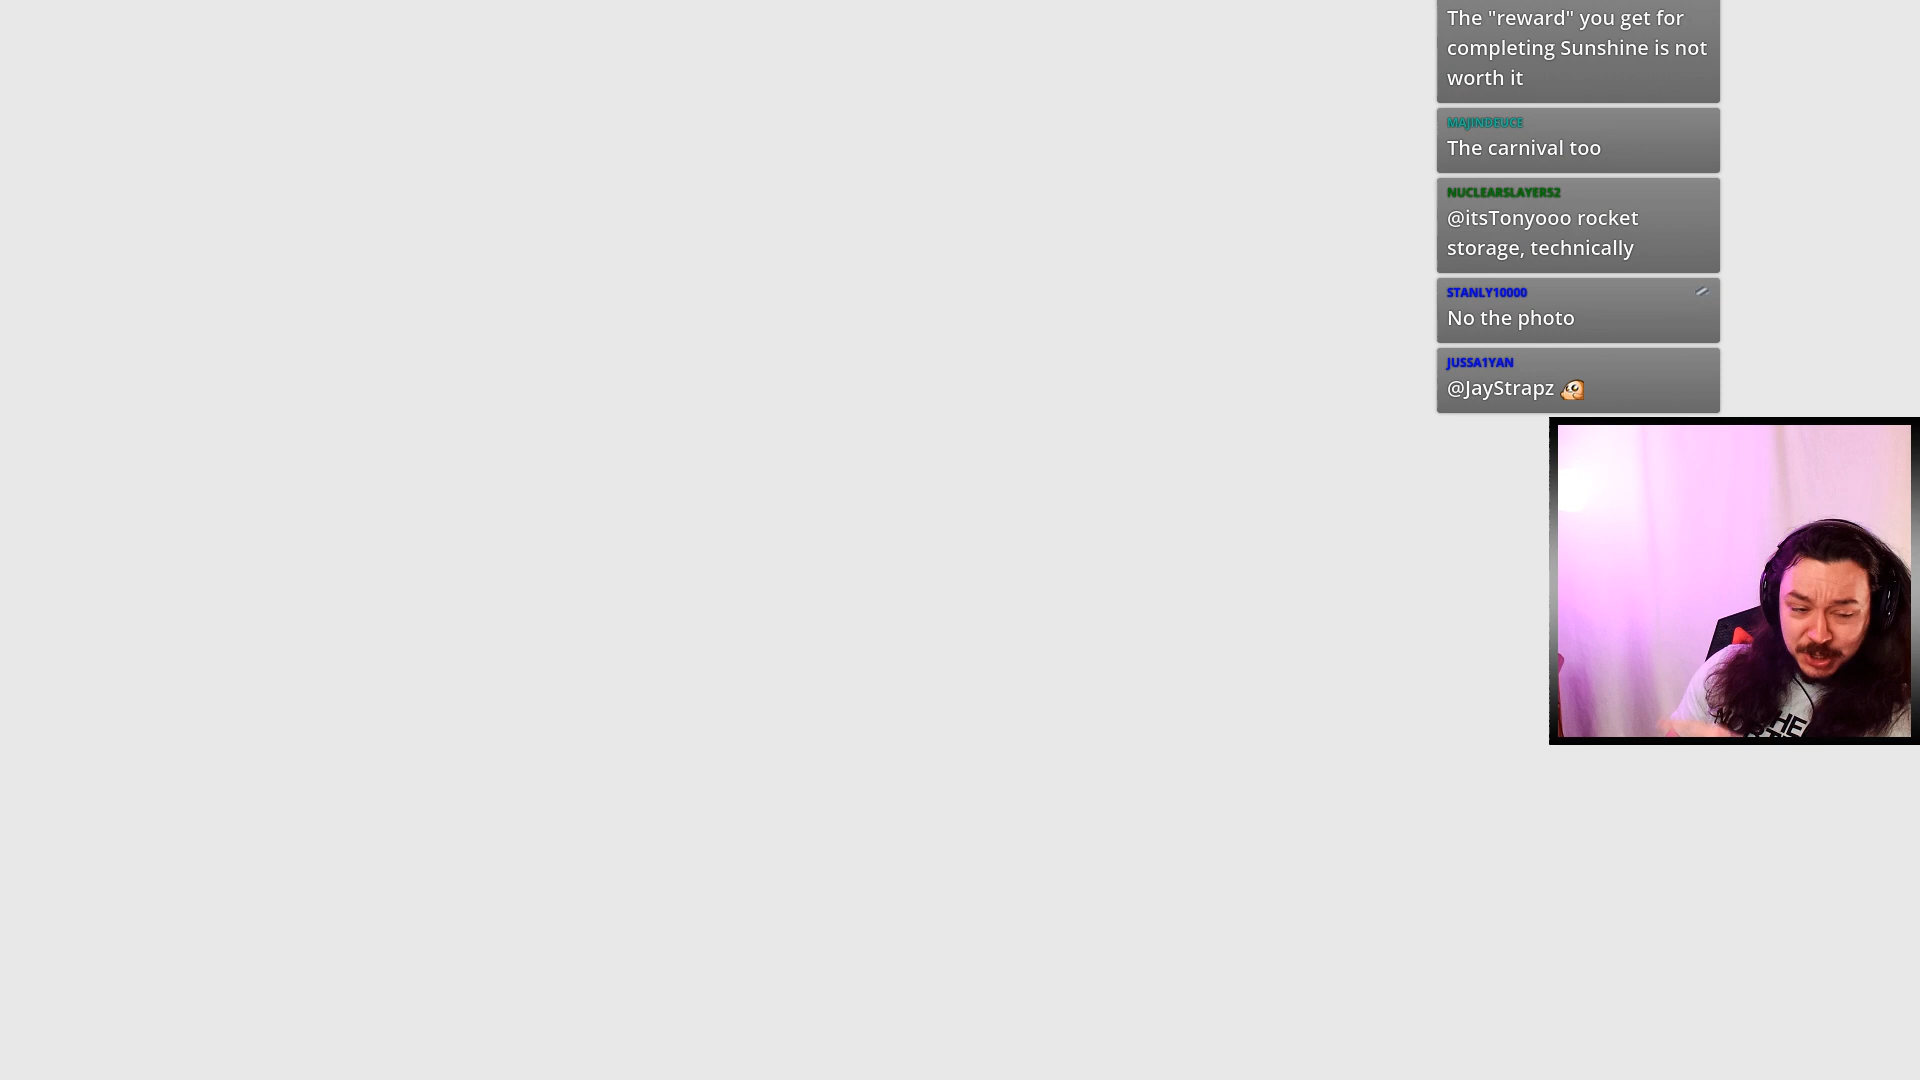 The "reward" you get for
completing Sunshine is not
worth it
MAJINDEUCE
The carnival too
NUCLEARSLAYER52
@itsTonyooo rocket
storage, technically
STANLY10000
No the photo
JUSSA1YAN
@JayStrapz